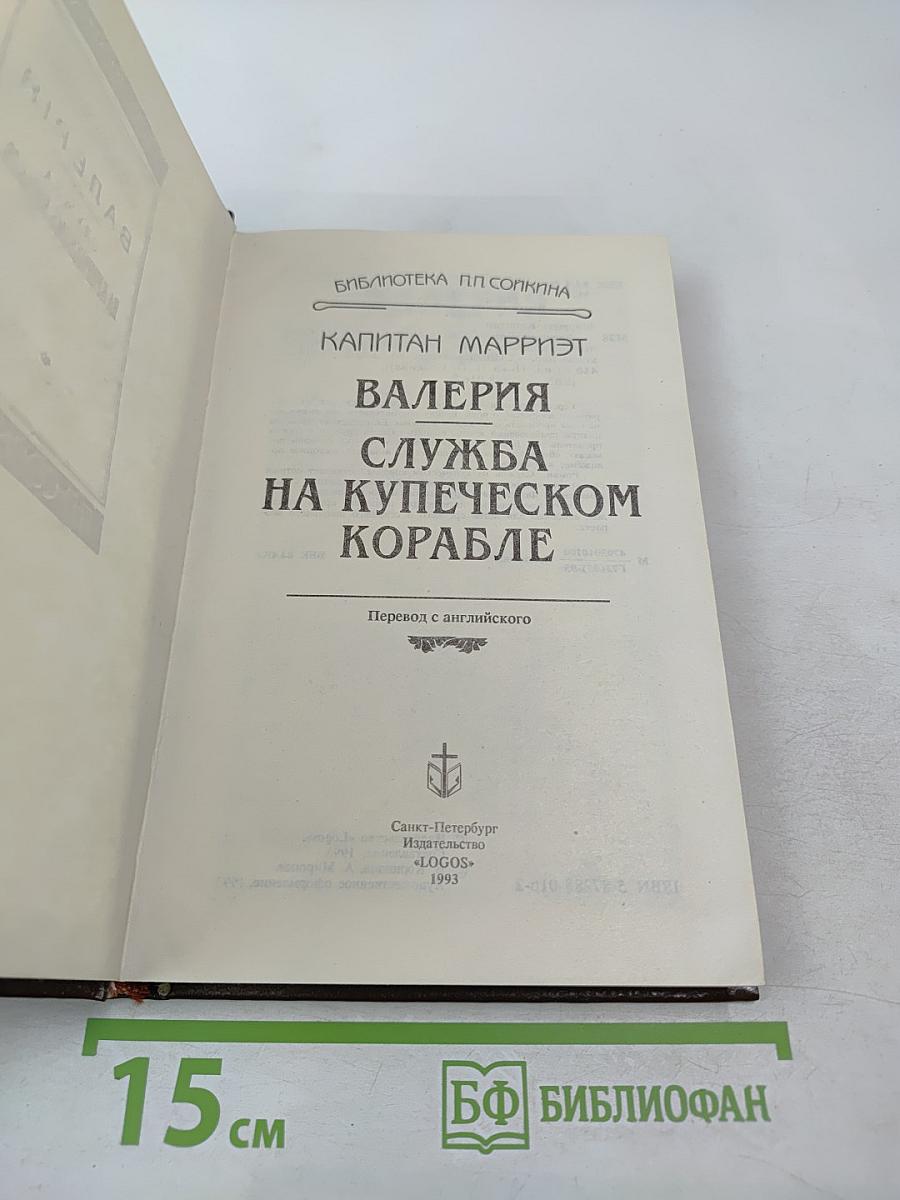 БИБЛИОТЕКА П.П. СОЙКИНА
КАПИТАН МАРРИЭТ
ВАЛЕРИЯ
СЛУЖБА
НА КУПЕЧЕСКОМ
КОРАБЛЕ
Перевод с английского
Санкт-Петербург
Издательство
«LOGOS»
1993
15 см
БФ БИБЛИОФАН